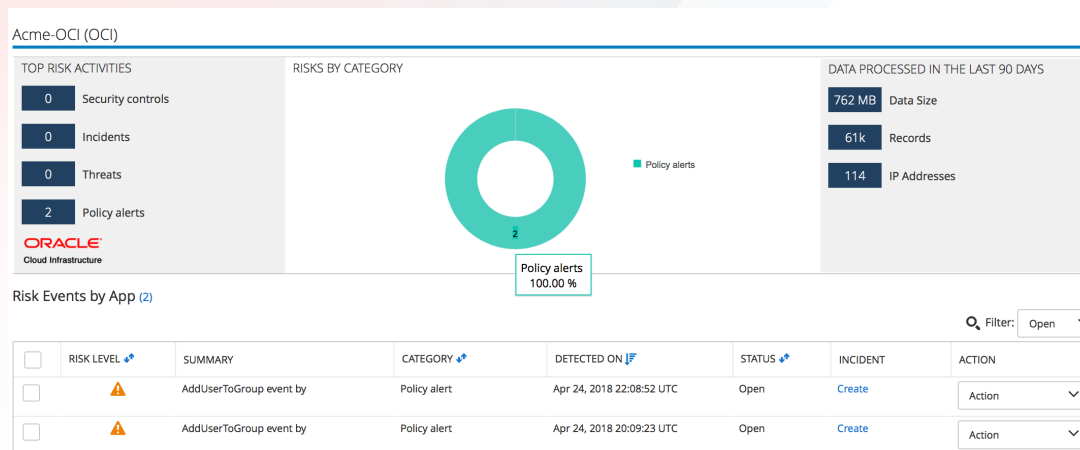 Acme-OCI (OCI)
TOP RISK ACTIVITIES
0 Security controls
0 Incidents
0 Threats
2 Policy alerts
ORACLE
Cloud Infrastructure
RISKS BY CATEGORY
2
Policy alerts
100.00 %
Policy alerts
DATA PROCESSED IN THE LAST 90 DAYS
762 MB Data Size
61k Records
114 IP Addresses
Risk Events by App (2)
Filter: Open
RISK LEVEL SUMMARY CATEGORY DETECTED ON STATUS INCIDENT ACTION
AddUserToGroup event by Policy alert Apr 24, 2018 22:08:52 UTC Open Create Action
AddUserToGroup event by Policy alert Apr 24, 2018 20:09:23 UTC Open Create Action